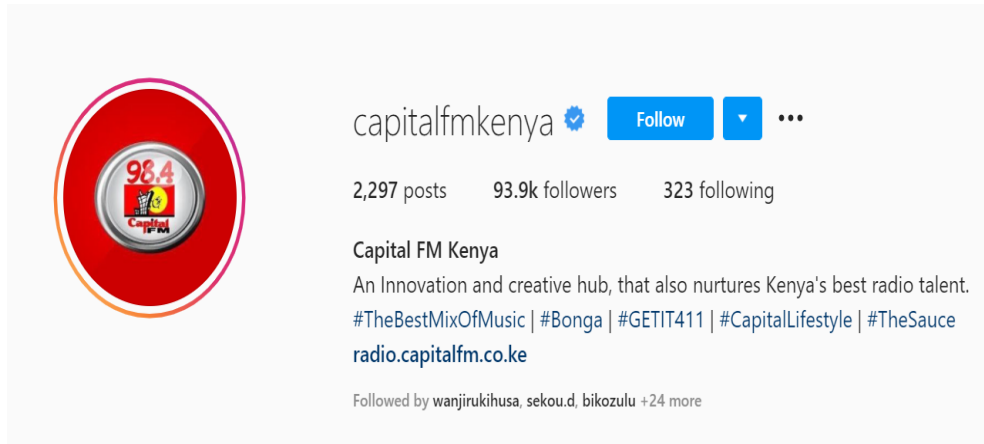 98.4
Capital
FM
capitalfmkenya
Follow
2,297 posts 93.9k followers 323 following
Capital FM Kenya
An Innovation and creative hub, that also nurtures Kenya's best radio talent.
#TheBestMixOfMusic | #Bonga | #GETIT411 | #CapitalLifestyle | #TheSauce
radio.capitalfm.co.ke
Followed by wanjirukihusa, sekou.d, bikozulu +24 more